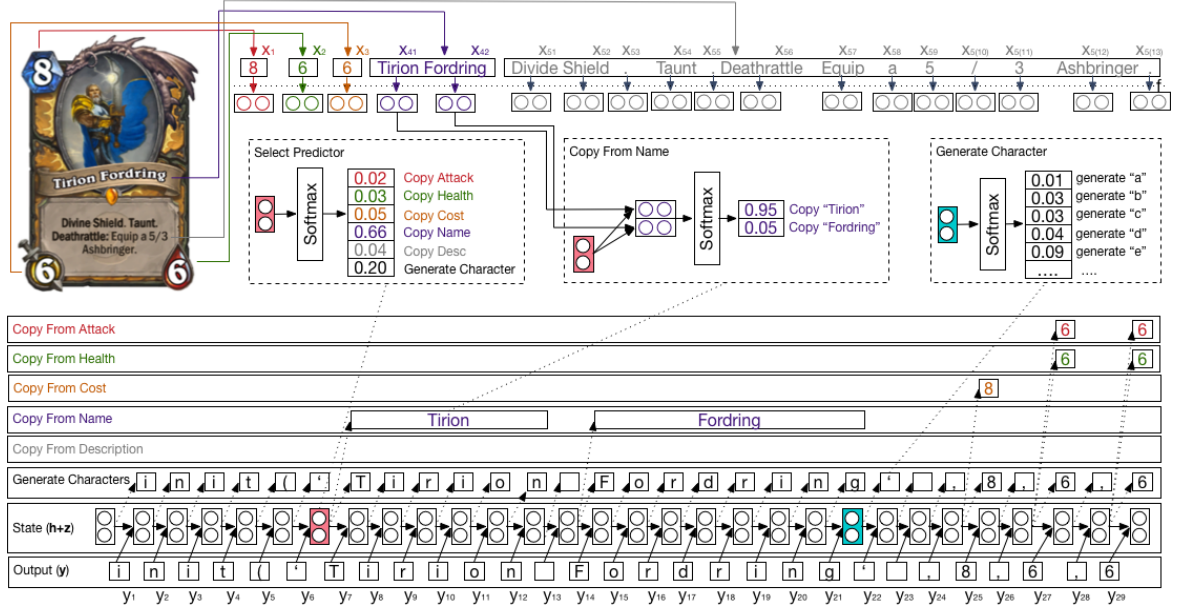 x1 x2 x3 x41 x42 x51 x52 x53 x54 x55 x56 x57 x58 x59 x5(10) x5(11) x5(12) x5(13)
8 6 6 Tirion Fordring Divide Shield . Taunt . Deathrattle Equip a 5 / 3 Ashbringer .
f
8
Tirion Fordring
Divine Shield. Taunt.
Deathrattle: Equip a 5/3
Ashbringer.
6 6
Select Predictor
Softmax
0.02 Copy Attack
0.03 Copy Health
0.05 Copy Cost
0.66 Copy Name
0.04 Copy Desc
0.20 Generate Character
Copy From Name
Softmax
0.95 Copy “Tirion”
0.05 Copy “Fordring”
Generate Character
Softmax
0.01 generate “a”
0.03 generate “b”
0.03 generate “c”
0.04 generate “d”
0.09 generate “e”
.... ....
Copy From Attack 6 6
Copy From Health 6 6
Copy From Cost 8
Copy From Name Tirion Fordring
Copy From Description
Generate Characters i n i t ( ‘ T i r i o n F o r d r i n g ‘ , 8 , 6 , 6
State (h+z)
Output (y) i n i t ( ‘ T i r i o n F o r d r i n g ‘ , 8 , 6 , 6
y1 y2 y3 y4 y5 y6 y7 y8 y9 y10 y11 y12 y13 y14 y15 y16 y17 y18 y19 y20 y21 y22 y23 y24 y25 y26 y27 y28 y29